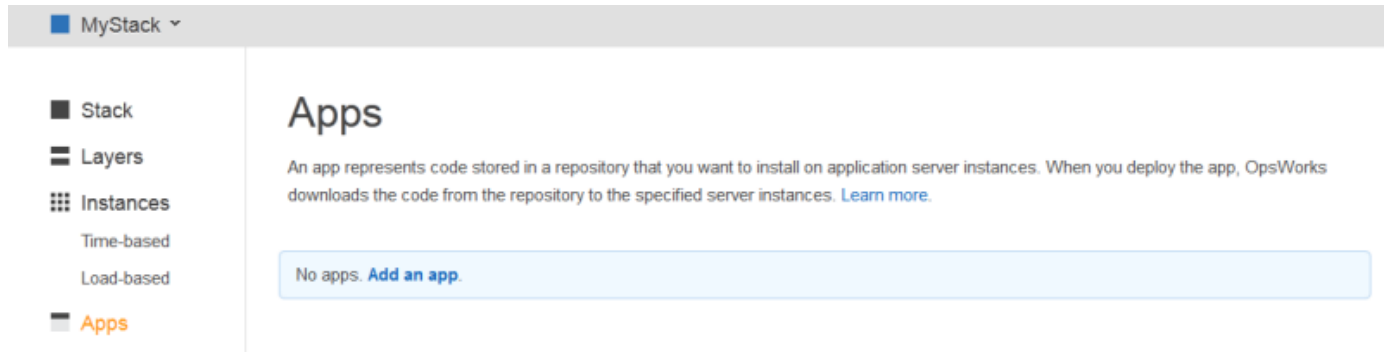 MyStack
Stack
Layers
Instances
Time-based
Load-based
Apps
Apps
An app represents code stored in a repository that you want to install on application server instances. When you deploy the app, OpsWorks
downloads the code from the repository to the specified server instances. Learn more.
No apps. Add an app.